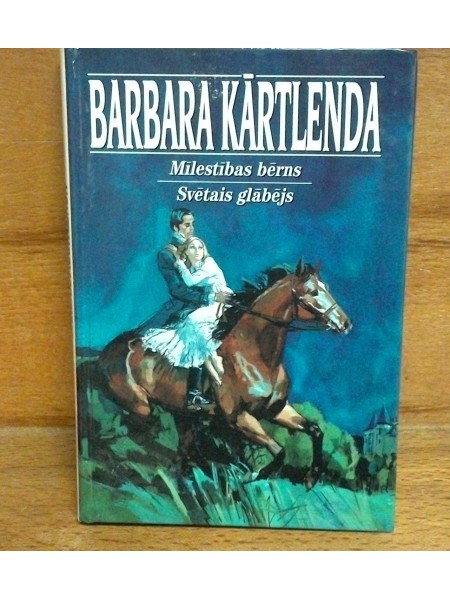 BARBARA KĀRTLENDA
Mīlestības bērns
Svētais glābējs